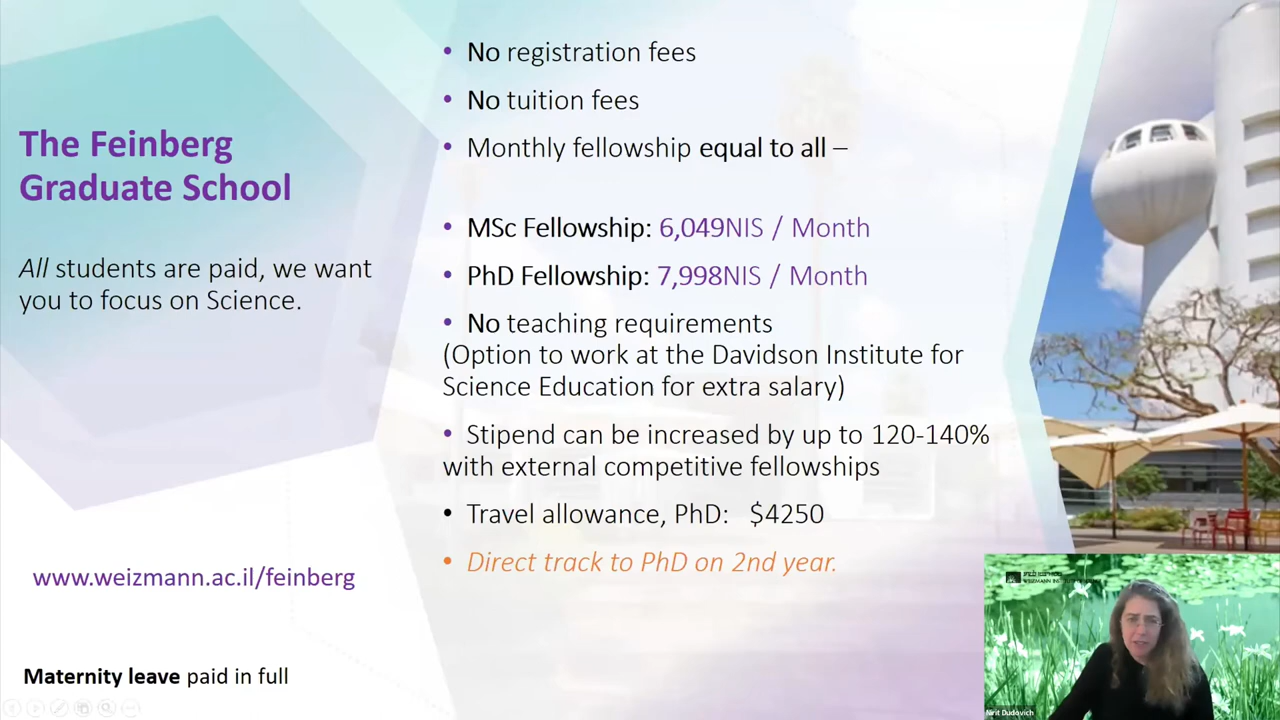 The Feinberg
Graduate School
All students are paid, we want
you to focus on Science.
www.weizmann.ac.il/feinberg
Maternity leave paid in full
• No registration fees
• No tuition fees
• Monthly fellowship equal to all –
• MSc Fellowship: 6,049NIS / Month
• PhD Fellowship: 7,998NIS / Month
• No teaching requirements
(Option to work at the Davidson Institute for
Science Education for extra salary)
• Stipend can be increased by up to 120-140%
with external competitive fellowships
• Travel allowance, PhD: $4250
• Direct track to PhD on 2nd year.
Nirit Dudovich